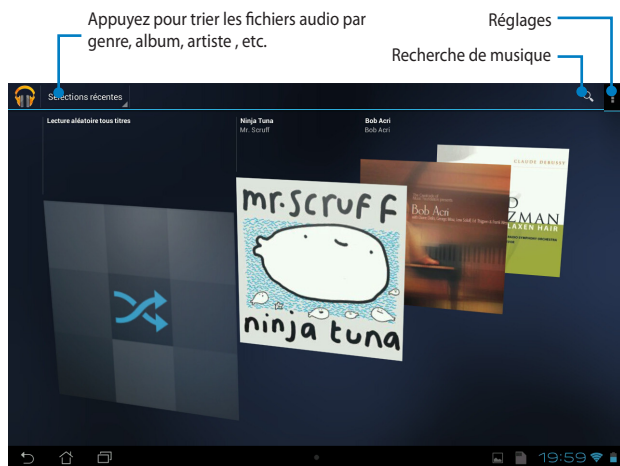 Appuyez pour trier les fichiers audio par
genre, album, artiste , etc.
Réglages
Recherche de musique
Sélections récentes
Lecture aléatoire tous titres
Ninja Tuna
Mr. Scruff
Bob Acri
Bob Acri
mr.scruff
ninja tuna
Bob Acri
CLAUDE DEBUSSY
ZMAN
LAXEN HAIR
19:59